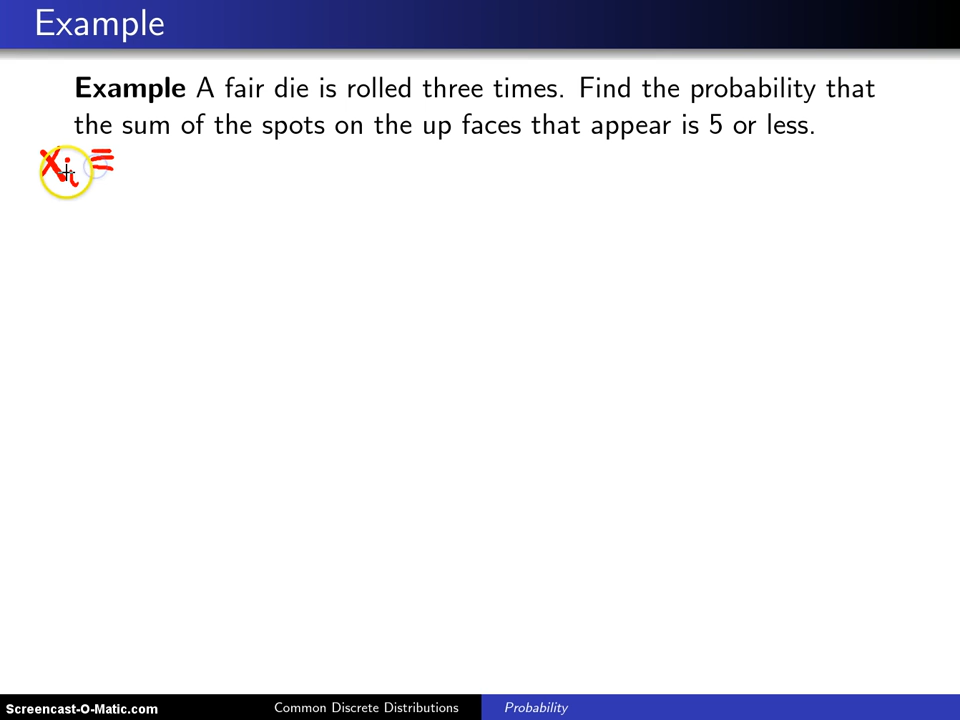 Example
Example A fair die is rolled three times. Find the probability that
the sum of the spots on the up faces that appear is 5 or less.
Xi =
Screencast-O-Matic.com
Common Discrete Distributions
Probability